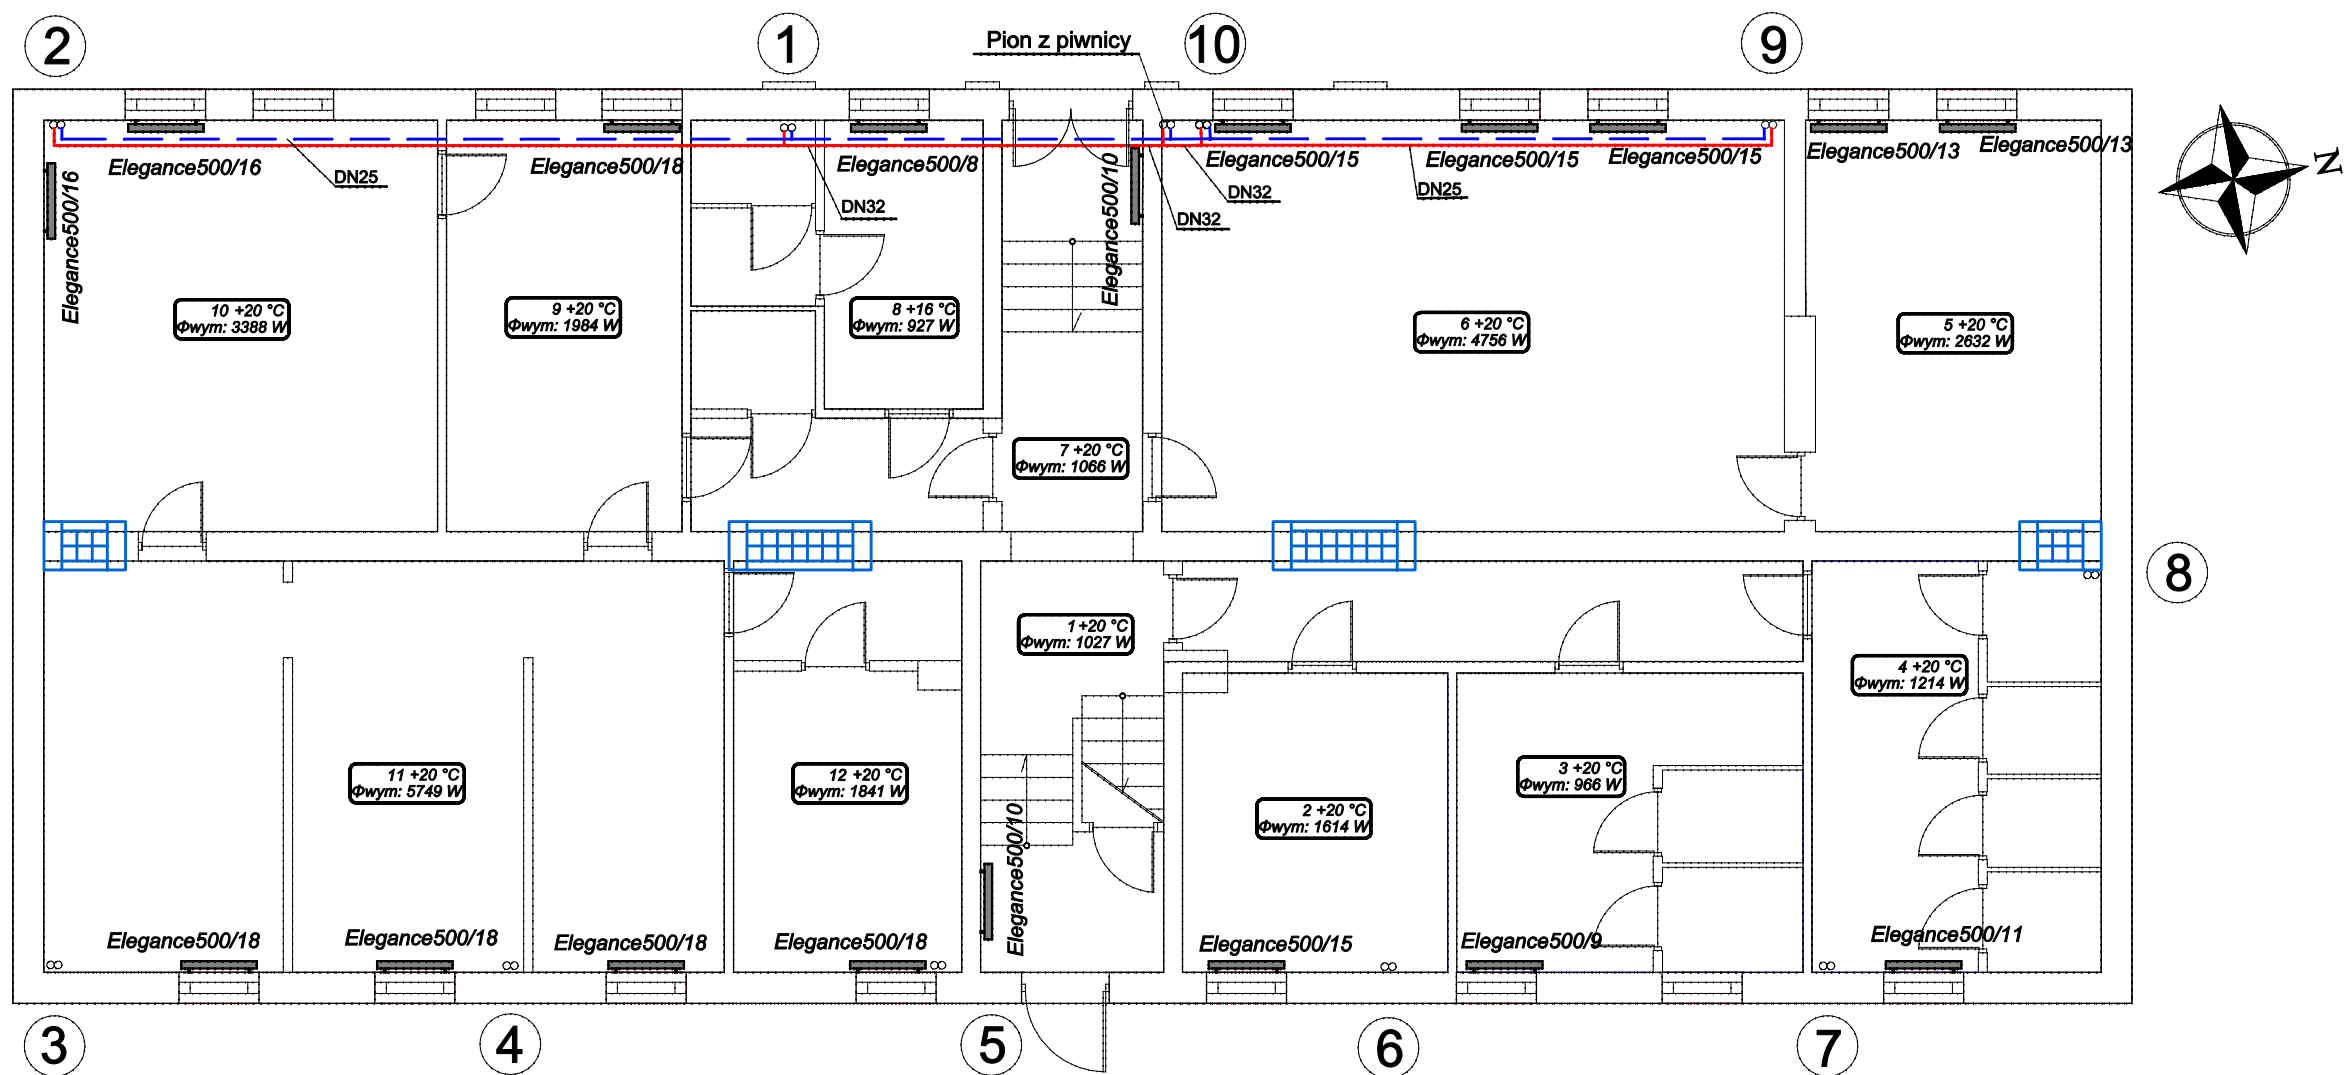 2
1
Pion z piwnicy
10
9
N
Elegance500/16
DN25
Elegance500/18
Elegance500/8
DN32
Elegance500/10
DN32
DN32
Elegance500/15
Elegance500/15
DN25
Elegance500/15
Elegance500/13
Elegance500/13
Elegance500/16
10 +20 °C
Φwym: 3388 W
9 +20 °C
Φwym: 1984 W
8 +16 °C
Φwym: 927 W
6 +20 °C
Φwym: 4756 W
5 +20 °C
Φwym: 2632 W
7 +20 °C
Φwym: 1066 W
8
1 +20 °C
Φwym: 1027 W
4 +20 °C
Φwym: 1214 W
11 +20 °C
Φwym: 5749 W
12 +20 °C
Φwym: 1841 W
3 +20 °C
Φwym: 966 W
2 +20 °C
Φwym: 1614 W
Elegance500/10
Elegance500/18
Elegance500/18
Elegance500/18
Elegance500/18
Elegance500/15
Elegance500/9
Elegance500/11
3
4
5
6
7